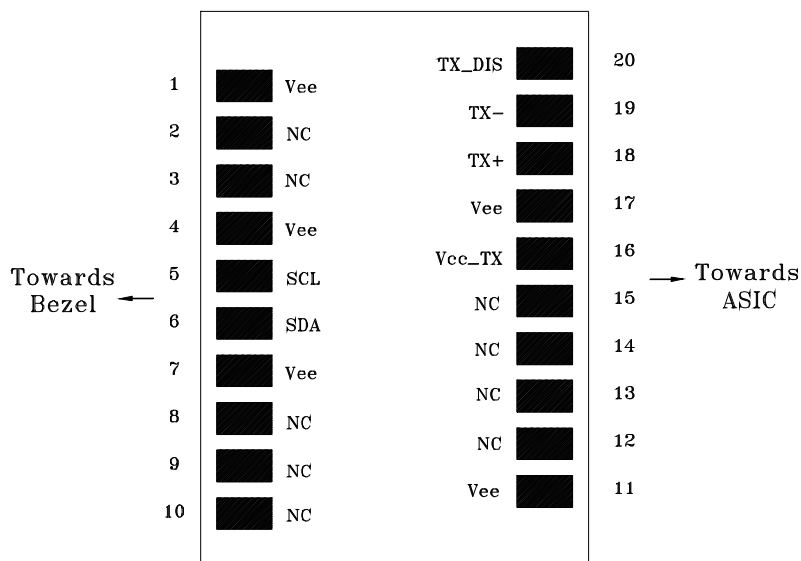 Towards
Bezel
1 Vee
2 NC
3 NC
4 Vee
5 SCL
6 SDA
7 Vee
8 NC
9 NC
10 NC
TX_DIS 20
TX− 19
TX+ 18
Vee 17
Vcc_TX 16
NC 15
NC 14
NC 13
NC 12
Vee 11
Towards
ASIC